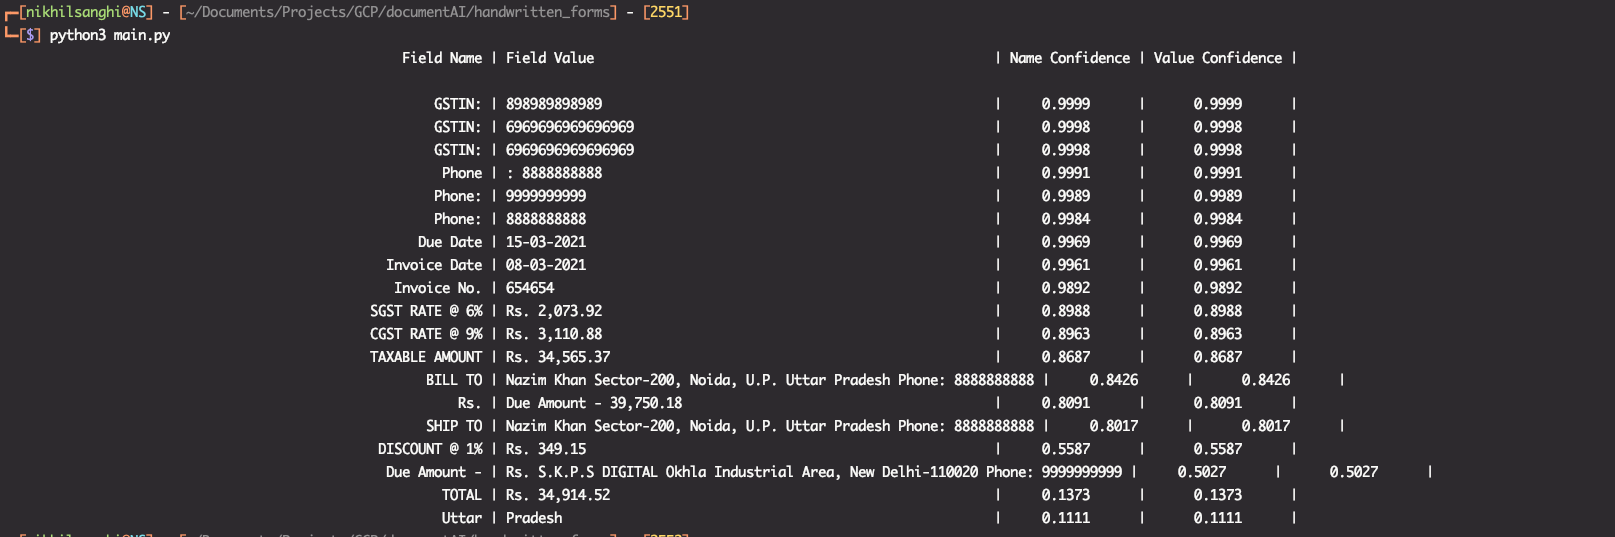 [nikhilsanghi@NS] - [~/Documents/Projects/GCP/documentAI/handwritten_forms] - [2551]
[$] python3 main.py
Field Name | Field Value | Name Confidence | Value Confidence |
GSTIN: | 898989898989 | 0.9999 | 0.9999 |
GSTIN: | 6969696969696969 | 0.9998 | 0.9998 |
GSTIN: | 6969696969696969 | 0.9998 | 0.9998 |
Phone | : 8888888888 | 0.9991 | 0.9991 |
Phone: | 9999999999 | 0.9989 | 0.9989 |
Phone: | 8888888888 | 0.9984 | 0.9984 |
Due Date | 15-03-2021 | 0.9969 | 0.9969 |
Invoice Date | 08-03-2021 | 0.9961 | 0.9961 |
Invoice No. | 654654 | 0.9892 | 0.9892 |
SGST RATE @ 6% | Rs. 2,073.92 | 0.8988 | 0.8988 |
CGST RATE @ 9% | Rs. 3,110.88 | 0.8963 | 0.8963 |
TAXABLE AMOUNT | Rs. 34,565.37 | 0.8687 | 0.8687 |
BILL TO | Nazim Khan Sector-200, Noida, U.P. Uttar Pradesh Phone: 8888888888 | 0.8426 | 0.8426 |
Rs. | Due Amount - 39,750.18 | 0.8091 | 0.8091 |
SHIP TO | Nazim Khan Sector-200, Noida, U.P. Uttar Pradesh Phone: 8888888888 | 0.8017 | 0.8017 |
DISCOUNT @ 1% | Rs. 349.15 | 0.5587 | 0.5587 |
Due Amount - | Rs. S.K.P.S DIGITAL Okhla Industrial Area, New Delhi-110020 Phone: 9999999999 | 0.5027 | 0.5027 |
TOTAL | Rs. 34,914.52 | 0.1373 | 0.1373 |
Uttar | Pradesh | 0.1111 | 0.1111 |